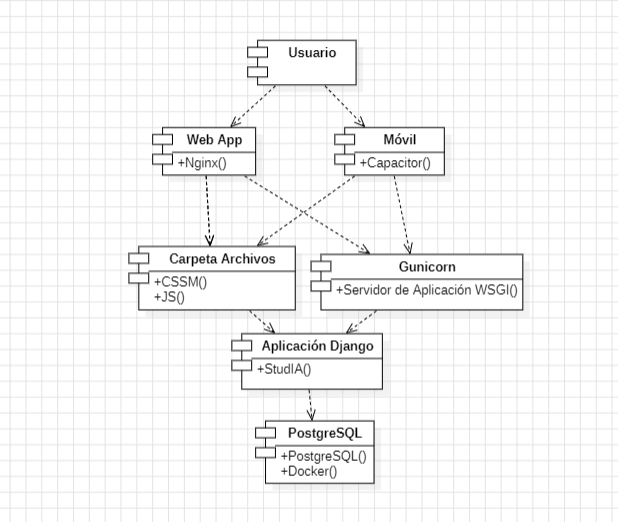 Usuario
Web App
+Nginx()
Móvil
+Capacitor()
Carpeta Archivos
+CSSM()
+JS()
Gunicorn
+Servidor de Aplicación WSGI()
Aplicación Django
+StudIA()
PostgreSQL
+PostgreSQL()
+Docker()